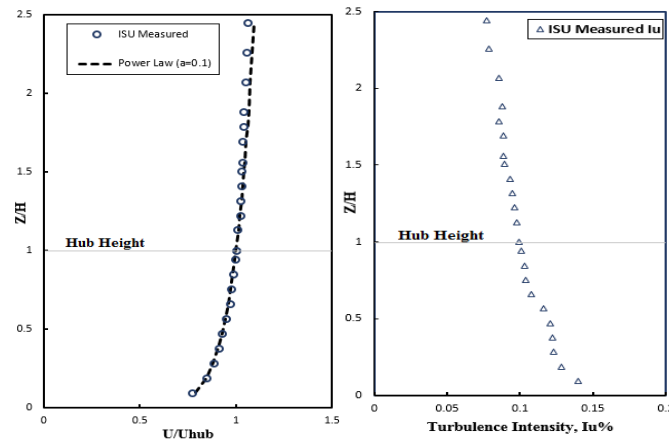 2.5
2
1.5
1
0.5
0
Z/H
ISU Measured
Power Law (a=0.1)
Hub Height
0
0.5
1
1.5
U/Uhub
2.5
2
1.5
1
0.5
0
Z/H
ISU Measured Iu
Hub Height
0
0.05
0.1
0.15
0.2
Turbulence Intensity, Iu%